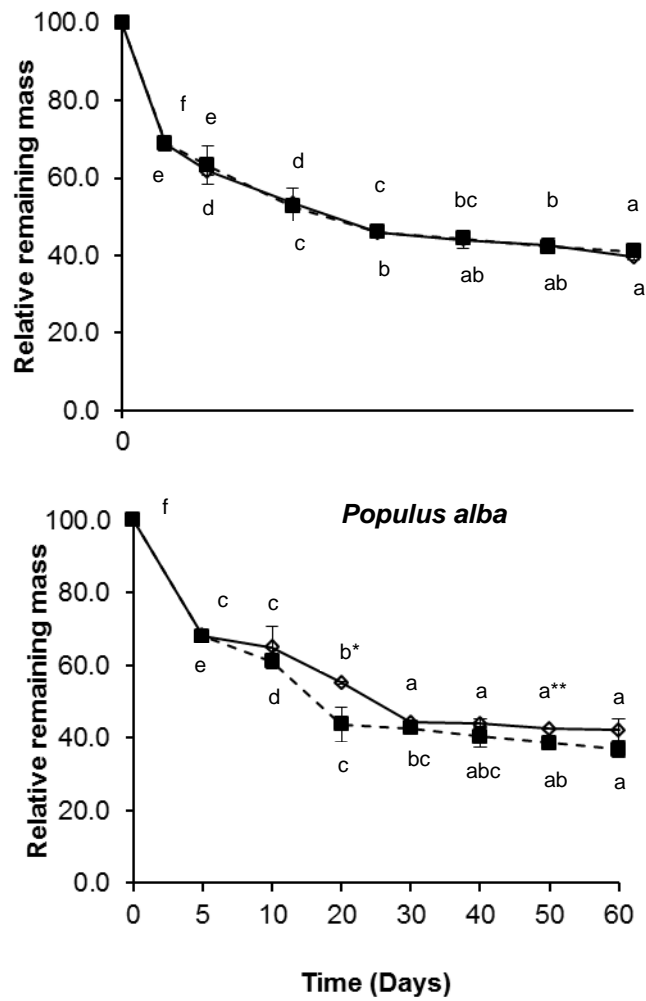 Relative remaining mass
100.0
80.0
60.0
40.0
20.0
0.0
0
f
e
d
c
bc
b
a
e
d
c
b
ab
ab
a
Populus alba
Relative remaining mass
100.0
80.0
60.0
40.0
20.0
0.0
f
c
c
b*
a
a
a**
a
e
d
c
bc
abc
ab
a
0 5 10 20 30 40 50 60
Time (Days)